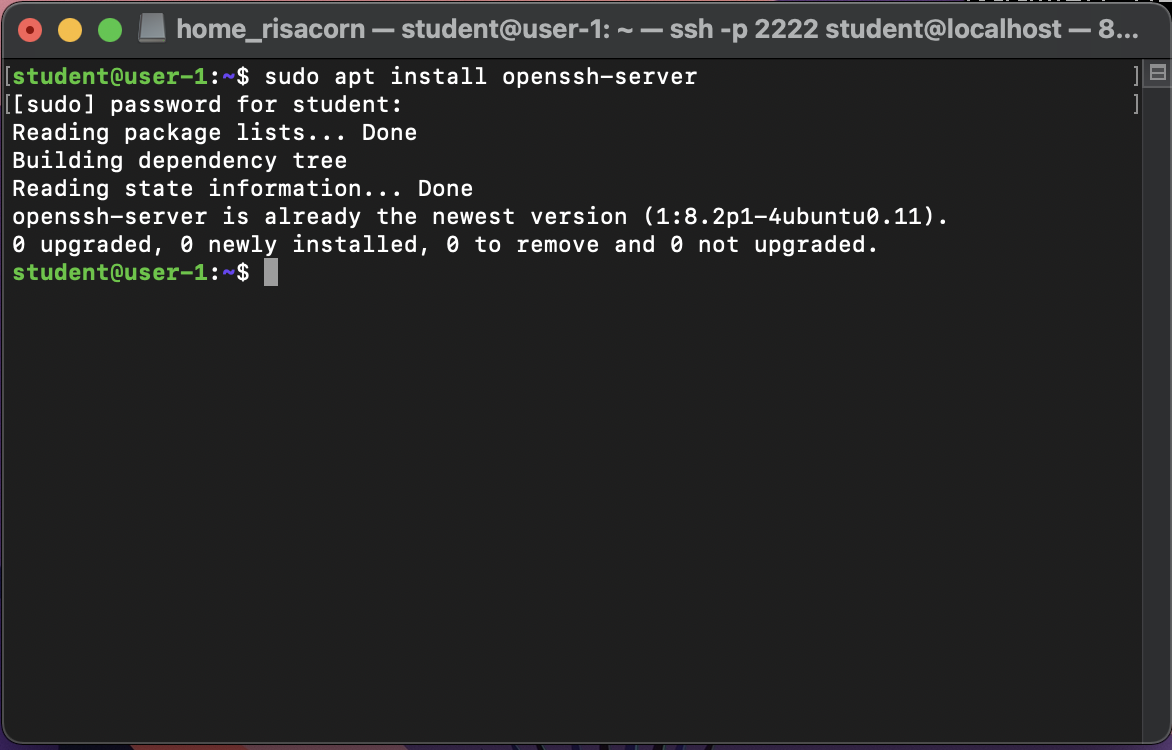 home_risacorn — student@user-1: ~ — ssh -p 2222 student@localhost — 8...
[student@user-1:~$ sudo apt install openssh-server ]
[[sudo] password for student: ]
Reading package lists... Done
Building dependency tree
Reading state information... Done
openssh-server is already the newest version (1:8.2p1-4ubuntu0.11).
0 upgraded, 0 newly installed, 0 to remove and 0 not upgraded.
student@user-1:~$